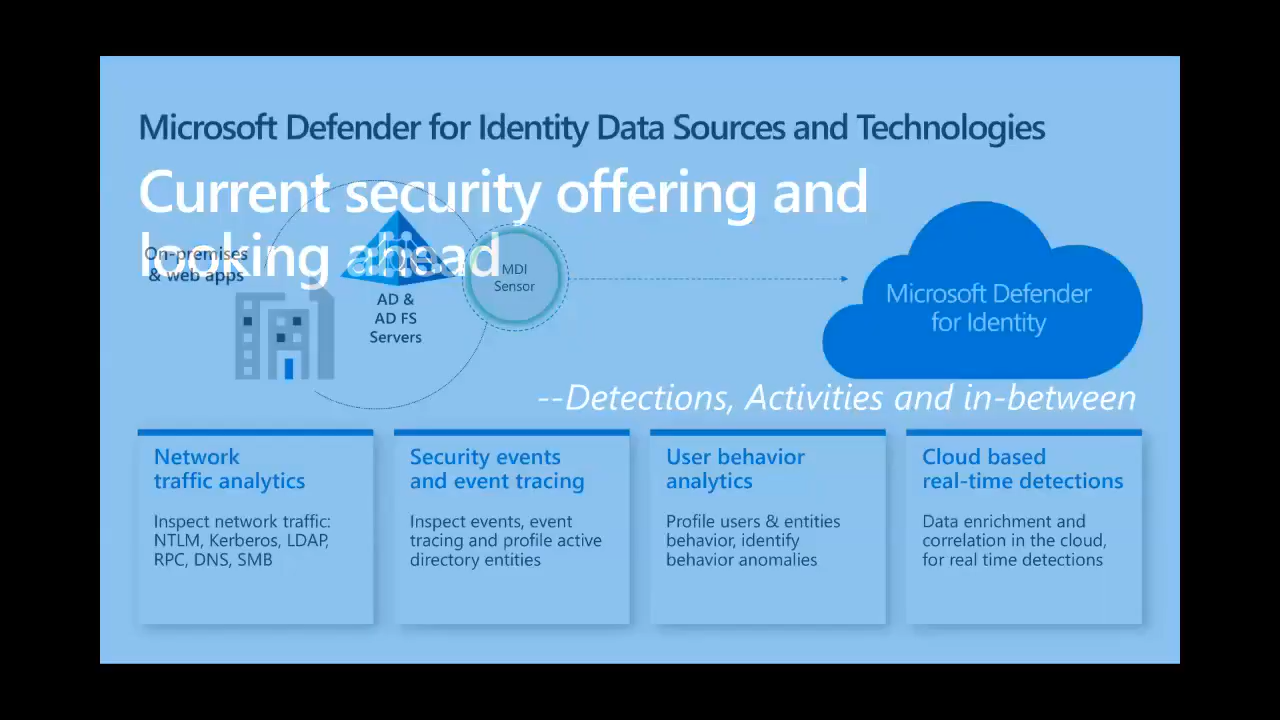 Microsoft Defender for Identity Data Sources and Technologies
Current security offering and
looking ahead
On-premises
& web apps
AD &
AD FS
Servers
MDI
Sensor
Microsoft Defender
for Identity
--Detections, Activities and in-between
Network
traffic analytics
Inspect network traffic:
NTLM, Kerberos, LDAP,
RPC, DNS, SMB
Security events
and event tracing
Inspect events, event
tracing and profile active
directory entities
User behavior
analytics
Profile users & entities
behavior, identify
behavior anomalies
Cloud based
real-time detections
Data enrichment and
correlation in the cloud,
for real time detections